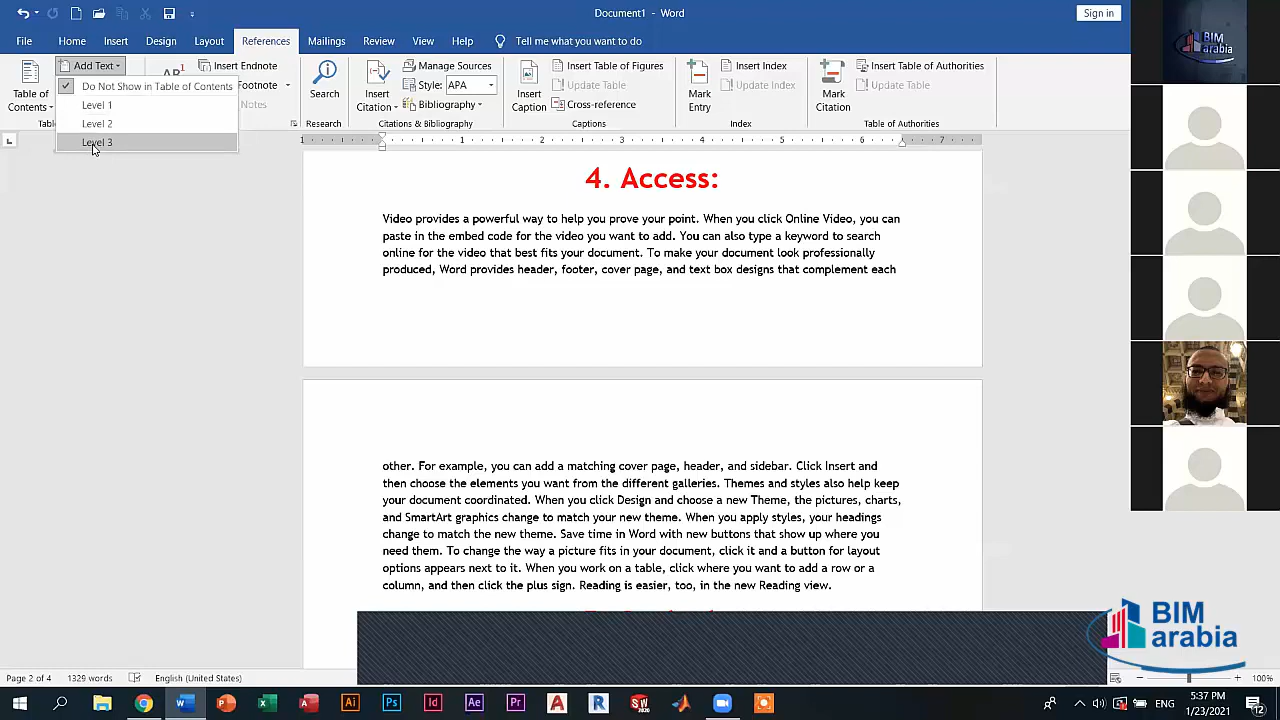 Document1 - Word
Sign in
File Home Insert Design Layout References Mailings Review View Help Tell me what you want to do
Table of Contents
Add Text
Do Not Show in Table of Contents
Level 1
Level 2
Level 3
AB1
Insert Endnote
Footnote
Notes
Search
Research
Insert Citation
Manage Sources
Style: APA
Bibliography
Citations & Bibliography
Insert Caption
Insert Table of Figures
Update Table
Cross-reference
Captions
Mark Entry
Insert Index
Update Index
Index
Mark Citation
Insert Table of Authorities
Update Table
Table of Authorities
1 1 2 3 4 5 6 7
4. Access:
Video provides a powerful way to help you prove your point. When you click Online Video, you can
paste in the embed code for the video you want to add. You can also type a keyword to search
online for the video that best fits your document. To make your document look professionally
produced, Word provides header, footer, cover page, and text box designs that complement each
other. For example, you can add a matching cover page, header, and sidebar. Click Insert and
then choose the elements you want from the different galleries. Themes and styles also help keep
your document coordinated. When you click Design and choose a new Theme, the pictures, charts,
and SmartArt graphics change to match your new theme. When you apply styles, your headings
change to match the new theme. Save time in Word with new buttons that show up where you
need them. To change the way a picture fits in your document, click it and a button for layout
options appears next to it. When you work on a table, click where you want to add a row or a
column, and then click the plus sign. Reading is easier, too, in the new Reading view.
BIM
arabia
BIM
arabia
Page 2 of 4 1329 words English (United States)
ENG
5:37 PM
1/23/2021
12